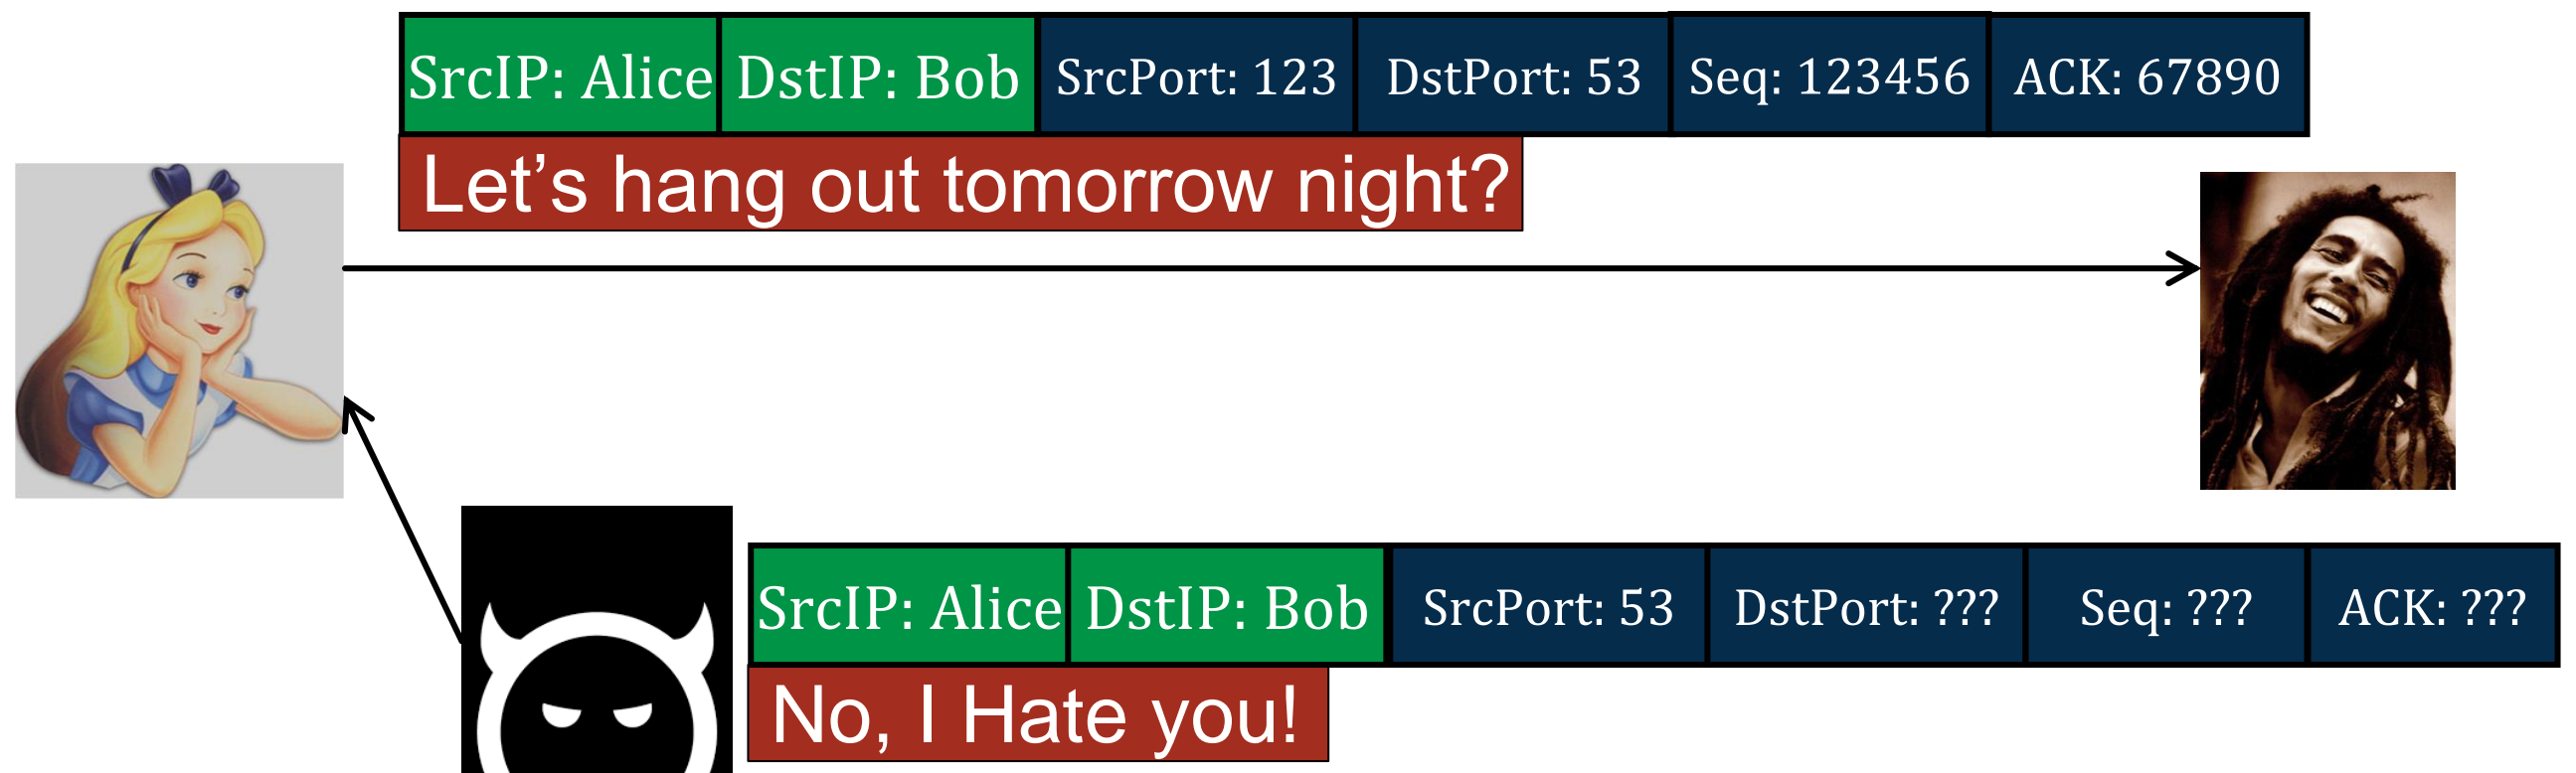 SrcIP: Alice DstIP: Bob SrcPort: 123 DstPort: 53 Seq: 123456 ACK: 67890
Let’s hang out tomorrow night?
SrcIP: Alice DstIP: Bob SrcPort: 53 DstPort: ??? Seq: ??? ACK: ???
No, I Hate you!